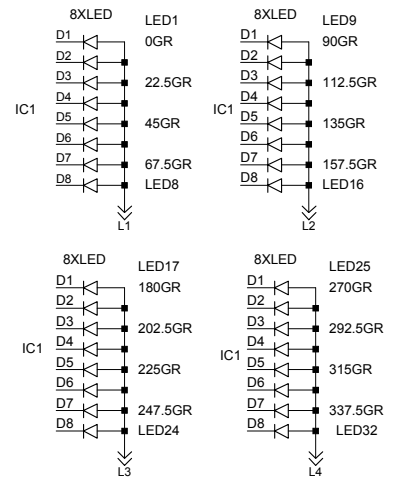 8XLED
LED1
D1
0GR
D2
D3
22.5GR
D4
IC1
D5
45GR
D6
D7
67.5GR
D8
LED8
L1
8XLED
LED9
D1
90GR
D2
D3
112.5GR
D4
IC1
D5
135GR
D6
D7
157.5GR
D8
LED16
L2
8XLED
LED17
D1
180GR
D2
D3
202.5GR
D4
IC1
D5
225GR
D6
D7
247.5GR
D8
LED24
L3
8XLED
LED25
D1
270GR
D2
D3
292.5GR
D4
IC1
D5
315GR
D6
D7
337.5GR
D8
LED32
L4